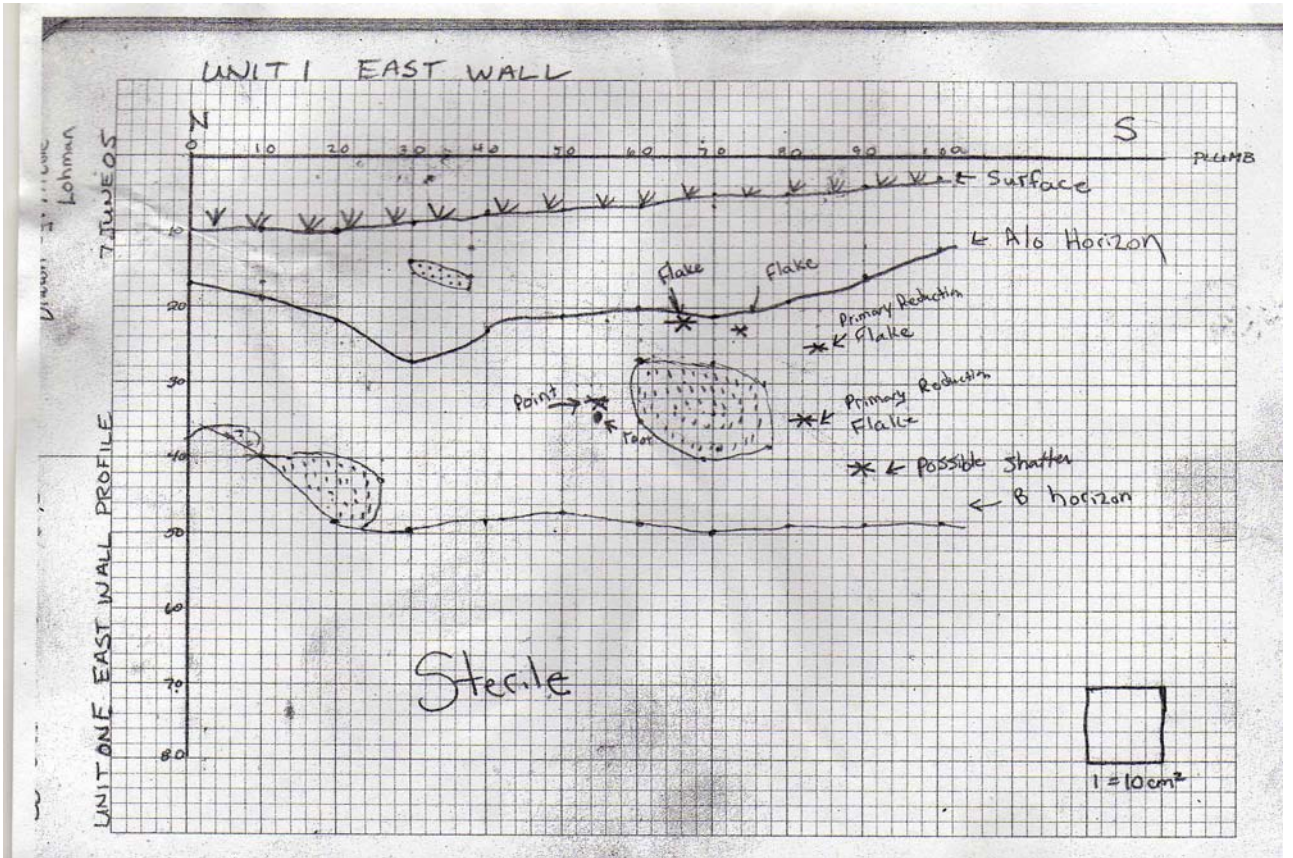 UNIT 1 EAST WALL
N
S
0 10 20 30 40 50 60 70 80 90 100
PLUMB
Surface
10
A/o Horizon
Flake
Flake
20
Primary Reduction
Flake
30
Point
root
Primary Reduction
Flake
40
Possible Shatter
B horizon
50
60
Sterile
70
80
1 = 10 cm²
Lohman
7 JUNE 05
UNIT ONE EAST WALL PROFILE